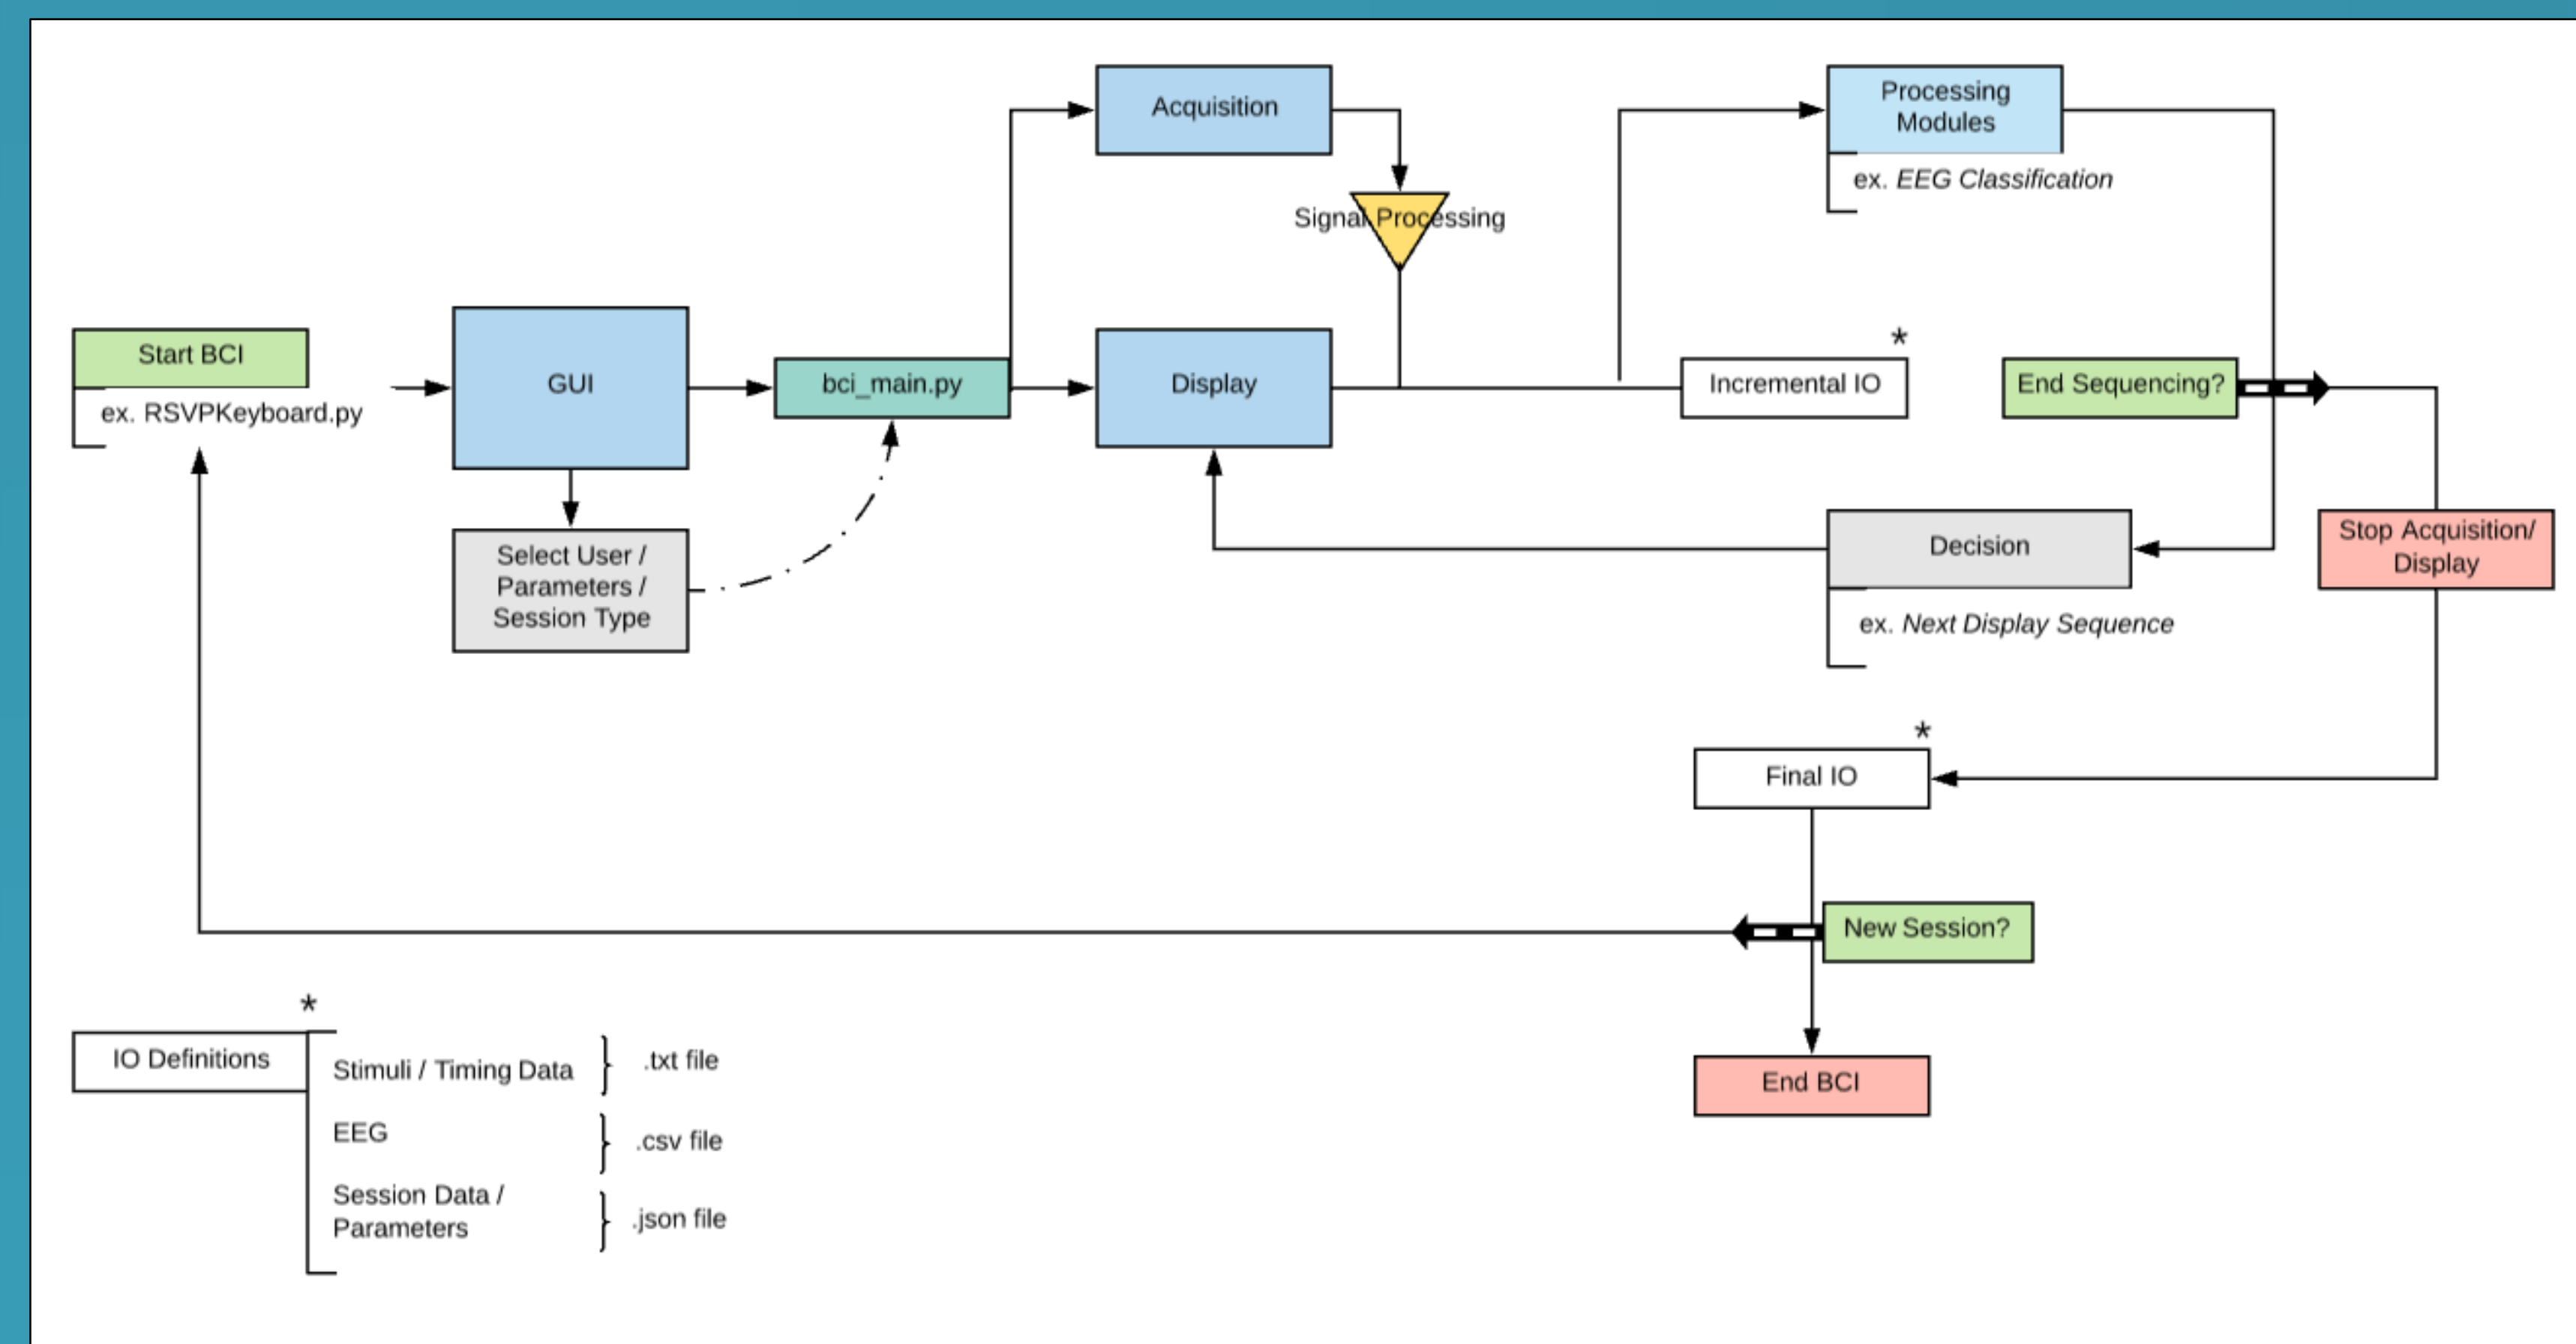 Acquisition
Processing
Modules
ex. EEG Classification
Signal Processing
Start BCI
ex. RSVPKeyboard.py
GUI
bci_main.py
Display
*
Incremental IO
End Sequencing?
Select User /
Parameters /
Session Type
Decision
ex. Next Display Sequence
Stop Acquisition/
Display
*
Final IO
New Session?
End BCI
*
IO Definitions
Stimuli / Timing Data } .txt file
EEG } .csv file
Session Data /
Parameters } .json file